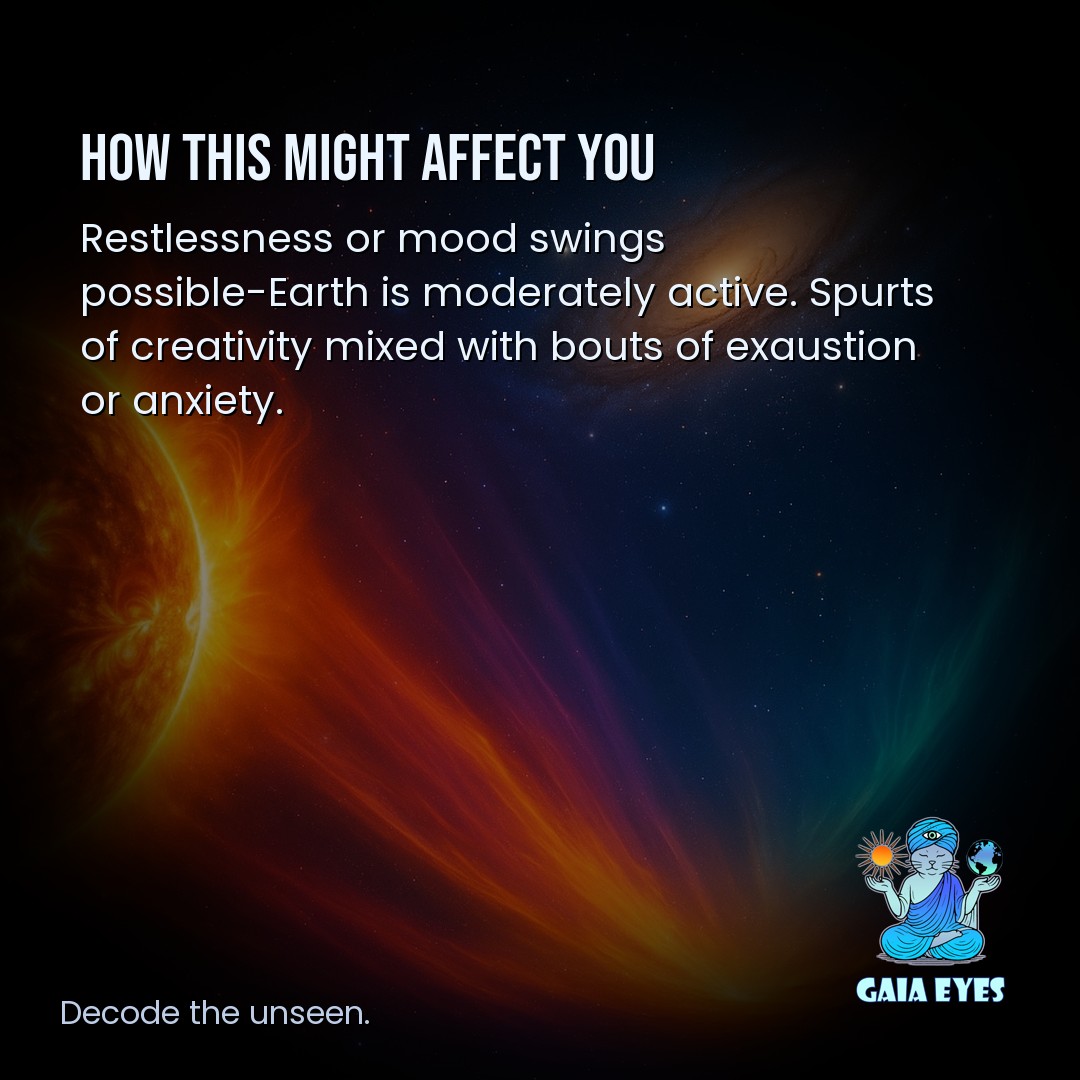 HOW THIS MIGHT AFFECT YOU
Restlessness or mood swings
possible-Earth is moderately active. Spurts
of creativity mixed with bouts of exaustion
or anxiety.
GAIA EYES
Decode the unseen.